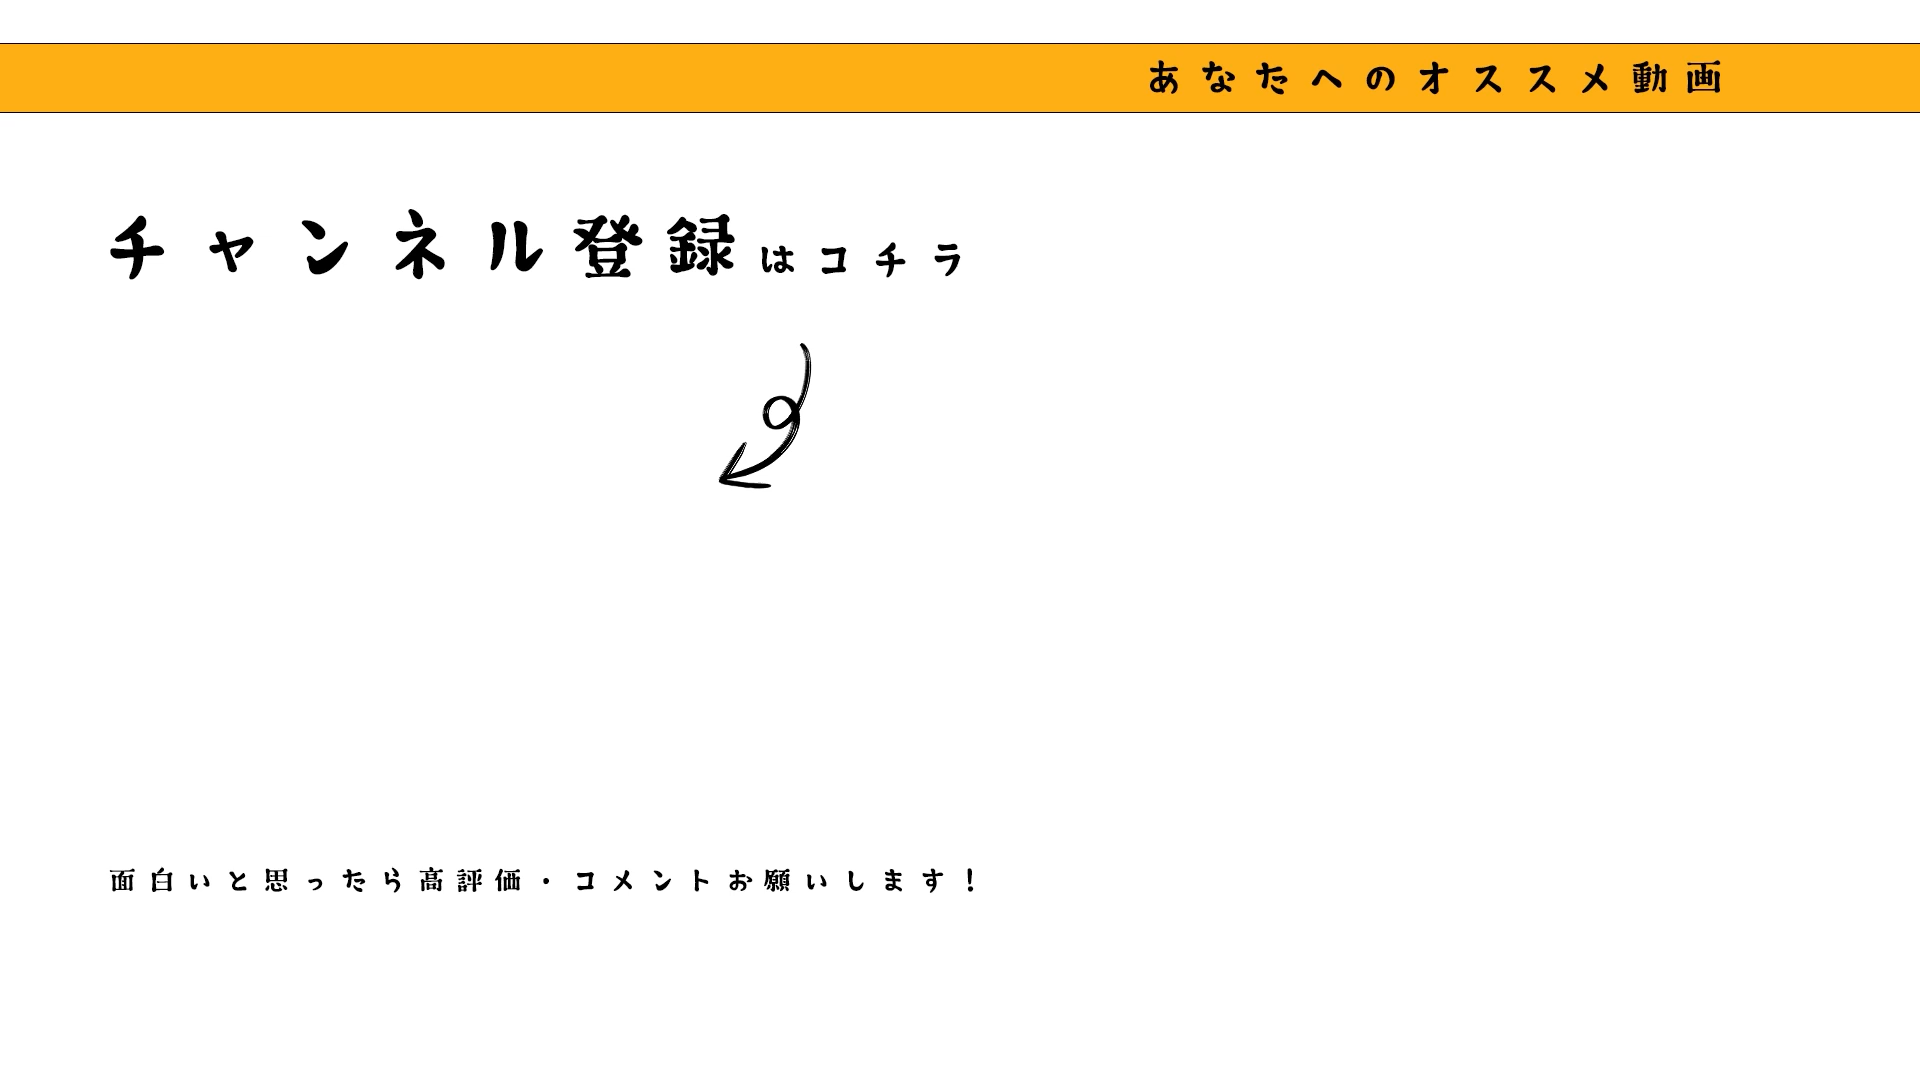 あなたへのオススメ動画
チャンネル登録はコチラ
面白いと思ったら高評価・コメントお願いします！